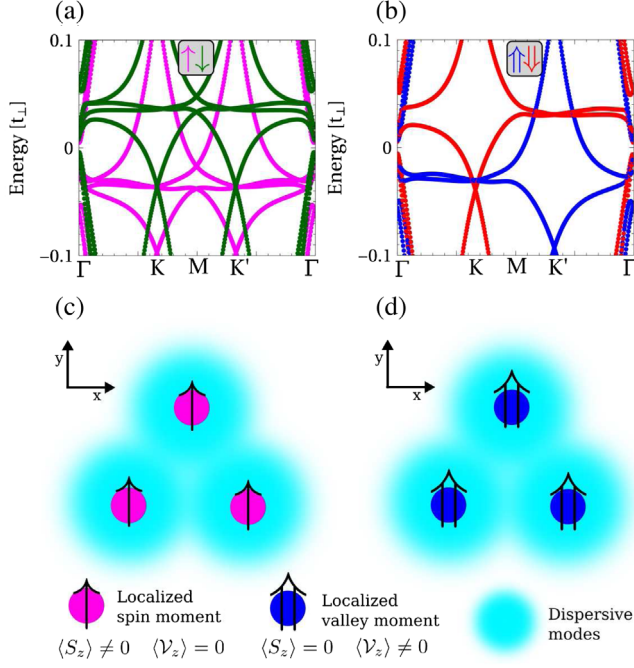 (a)
(b)
Energy [t⊥]
0.1
0
−0.1
Γ K M K' Γ
Energy [t⊥]
0.1
0
−0.1
Γ K M K' Γ
(c)
(d)
y
x
y
x
Localized
spin moment
⟨S_z⟩ ≠ 0 ⟨𝒱_z⟩ = 0
Localized
valley moment
⟨S_z⟩ = 0 ⟨𝒱_z⟩ ≠ 0
Dispersive
modes